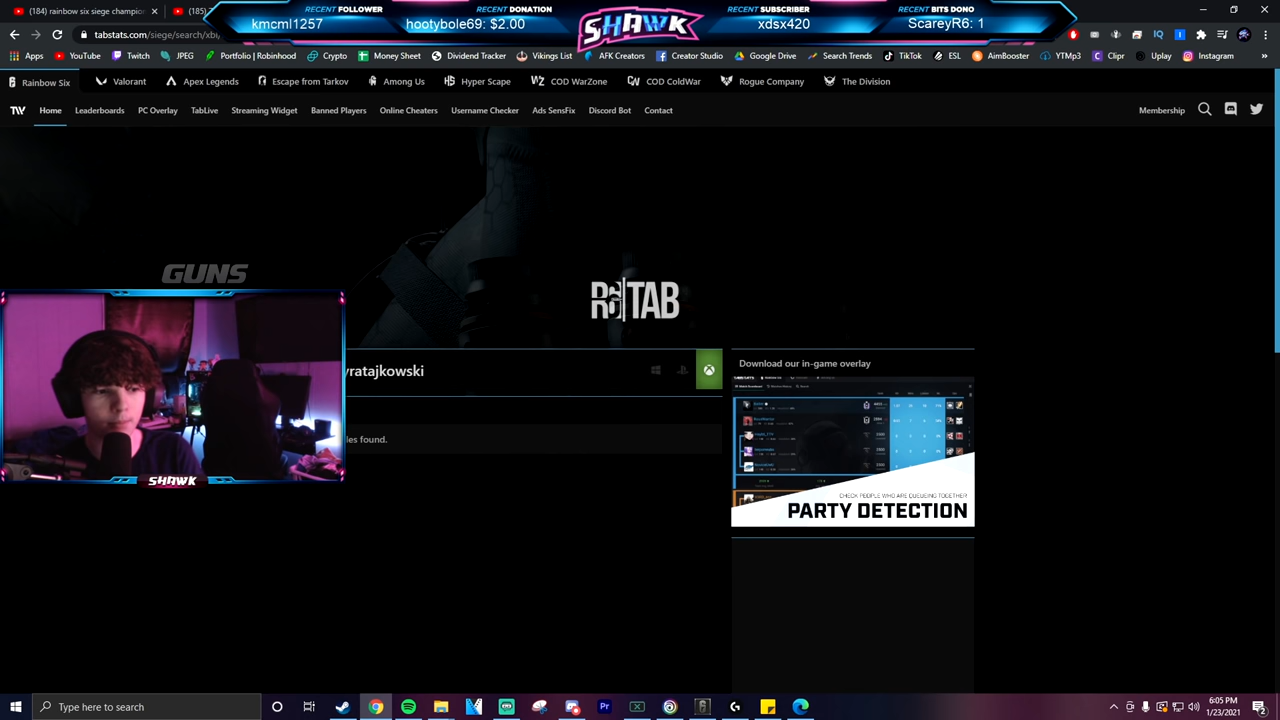 (184) rainbow six siege champic
(185)
RECENT FOLLOWER
kmcml1257
RECENT DONATION
hootybole69: $2.00
SHAWK
RECENT SUBSCRIBER
xdsx420
RECENT BITS DONO
ScareyR6: 1
tabstats.com/siege/search/xb
Apps YouTube Twitch JPEG Portfolio | Robinhood Crypto Money Sheet Dividend Tracker Vikings List AFK Creators Creator Studio Google Drive Search Trends TikTok ESL AimBooster YTMp3 Clipr Uplay Instagram
Rainbow Six Valorant Apex Legends Escape from Tarkov Among Us Hyper Scape COD WarZone COD ColdWar Rogue Company The Division
Home Leaderboards PC Overlay TabLive Streaming Widget Banned Players Online Cheaters Username Checker Ads SensFix Discord Bot Contact Membership
GUNS
R6 TAB
yratajkowski
les found.
SHAWK
Download our in-game overlay
CHECK PEOPLE WHO ARE QUEUEING TOGETHER
PARTY DETECTION
Type here to search
6:05 PM
1/23/2021